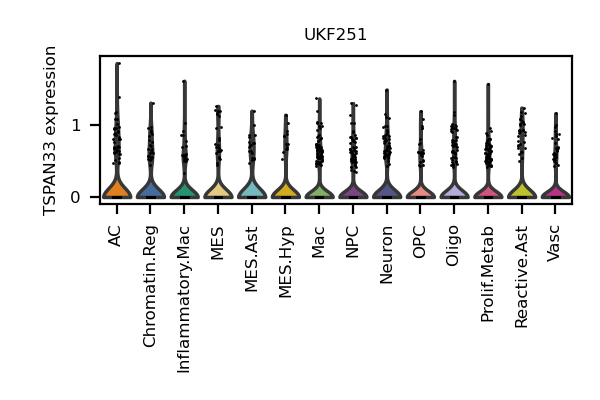 UKF251
TSPAN33 expression
1
0
AC
Chromatin.Reg
Inflammatory.Mac
MES
MES.Ast
MES.Hyp
Mac
NPC
Neuron
OPC
Oligo
Prolif.Metab
Reactive.Ast
Vasc